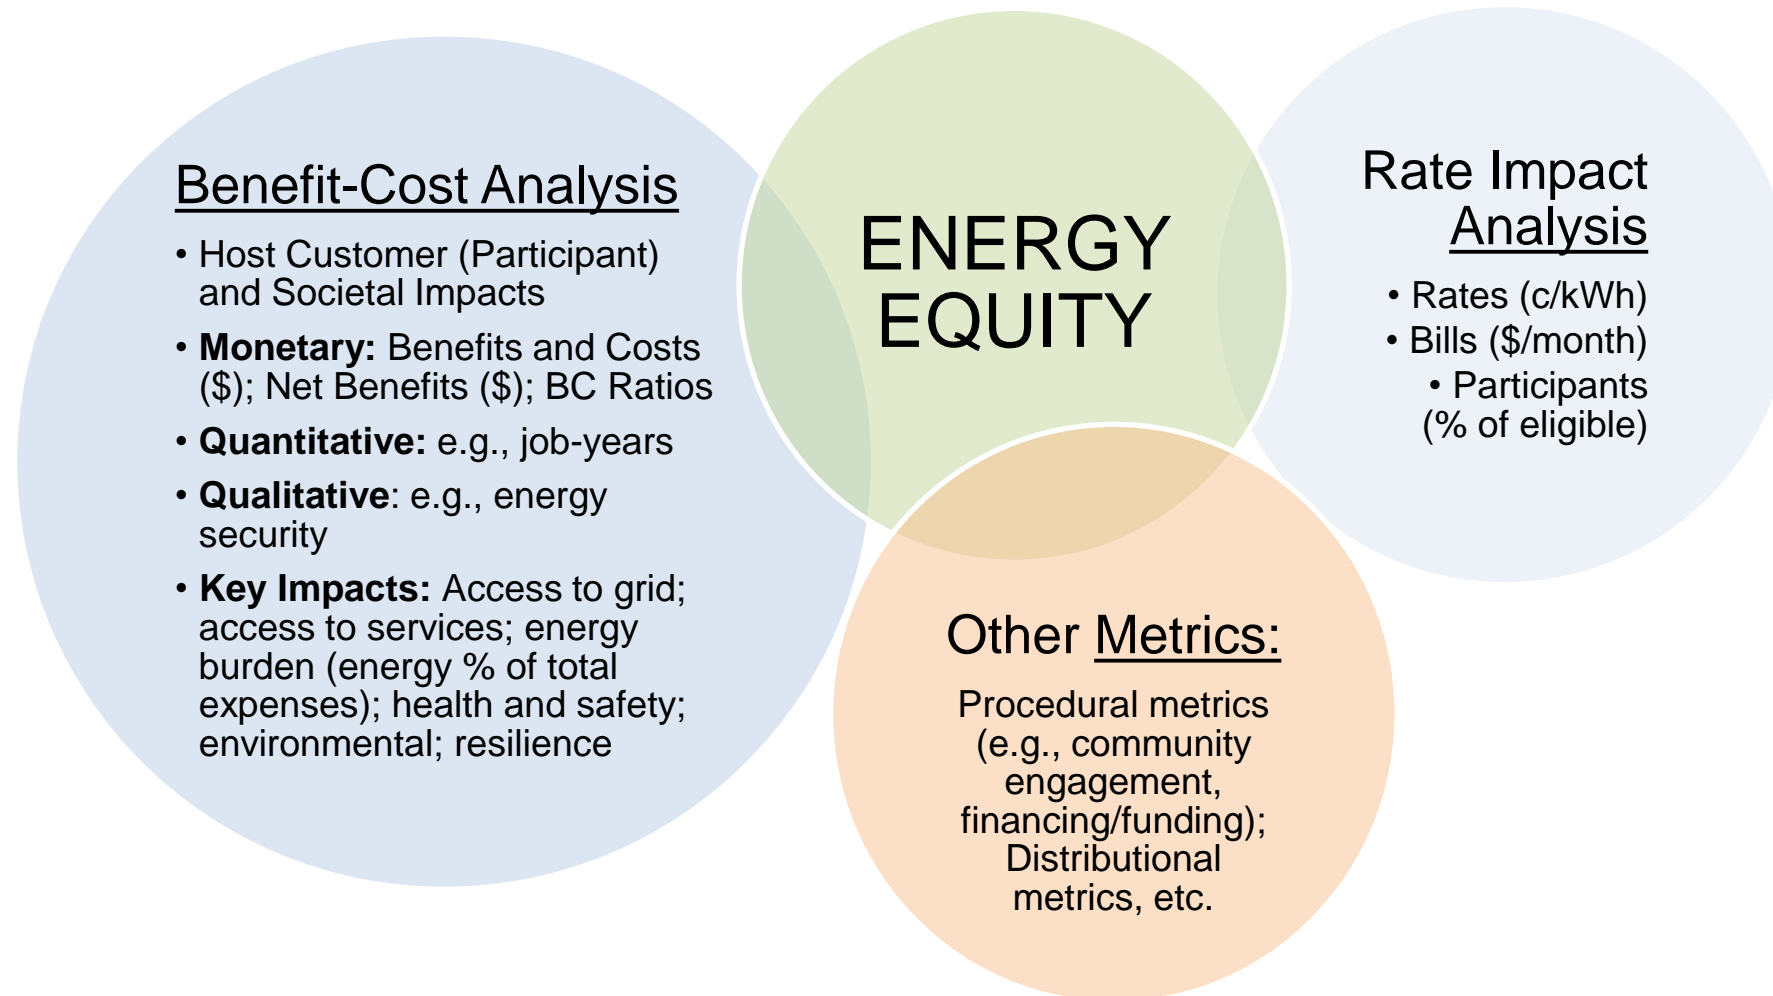 Benefit-Cost Analysis
• Host Customer (Participant)
and Societal Impacts
• Monetary: Benefits and Costs
($); Net Benefits ($); BC Ratios
• Quantitative: e.g., job-years
• Qualitative: e.g., energy
security
• Key Impacts: Access to grid;
access to services; energy
burden (energy % of total
expenses); health and safety;
environmental; resilience
ENERGY
EQUITY
Rate Impact
Analysis
• Rates (c/kWh)
• Bills ($/month)
• Participants
(% of eligible)
Other Metrics:
Procedural metrics
(e.g., community
engagement,
financing/funding);
Distributional
metrics, etc.